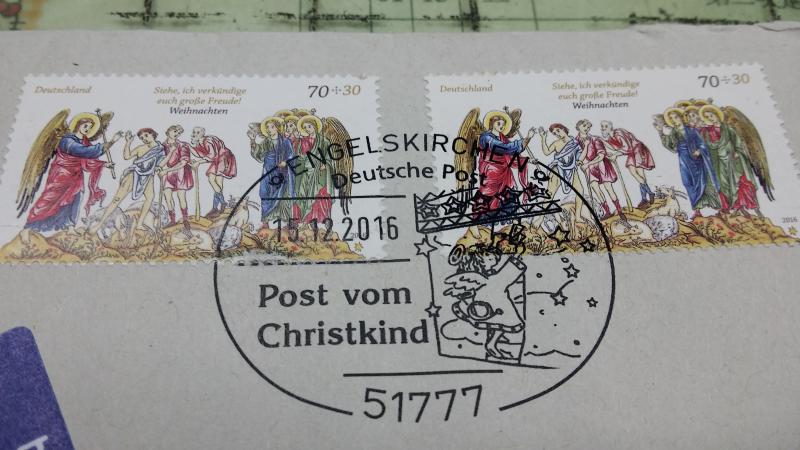 Deutschland
Siehe, ich verkündige
euch große Freude!
Weihnachten
70+30
Deutschland
Siehe, ich verkündige
euch große Freude!
Weihnachten
70+30
2016
ENGELSKIRCHEN
Deutsche Post
15.12.2016
Post vom
Christkind
51777